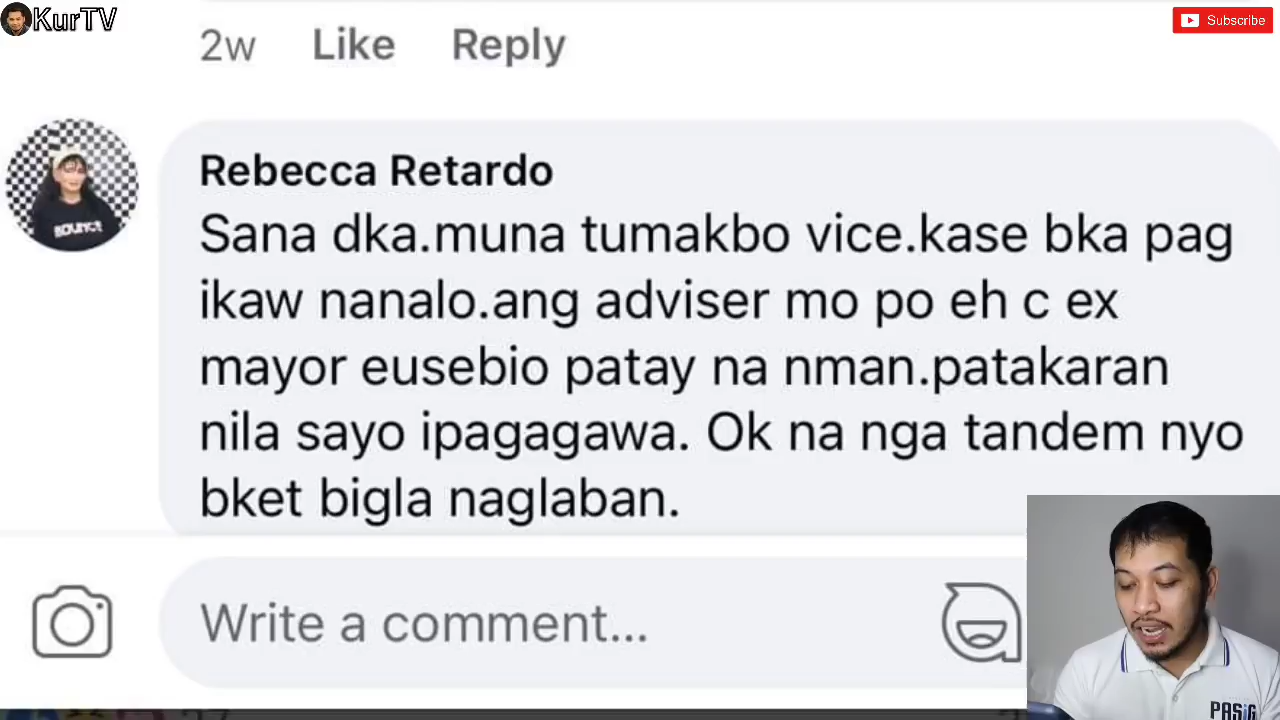 KurTV
Subscribe
2w Like Reply
Rebecca Retardo
Sana dka.muna tumakbo vice.kase bka pag
ikaw nanalo.ang adviser mo po eh c ex
mayor eusebio patay na nman.patakaran
nila sayo ipagagawa. Ok na nga tandem nyo
bket bigla naglaban.
Write a comment...
BOUNCE
PASIG